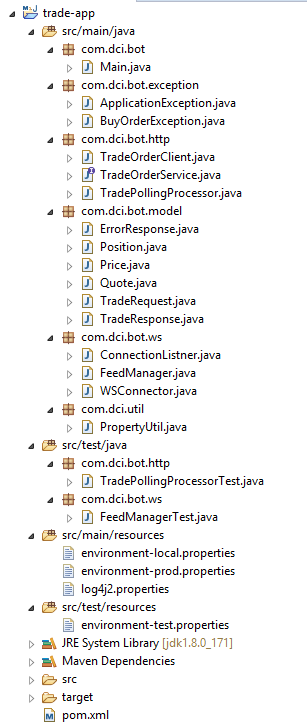 trade-app
src/main/java
com.dci.bot
Main.java
com.dci.bot.exception
ApplicationException.java
BuyOrderException.java
com.dci.bot.http
TradeOrderClient.java
TradeOrderService.java
TradePollingProcessor.java
com.dci.bot.model
ErrorResponse.java
Position.java
Price.java
Quote.java
TradeRequest.java
TradeResponse.java
com.dci.bot.ws
ConnectionListner.java
FeedManager.java
WSConnector.java
com.dci.util
PropertyUtil.java
src/test/java
com.dci.bot.http
TradePollingProcessorTest.java
com.dci.bot.ws
FeedManagerTest.java
src/main/resources
environment-local.properties
environment-prod.properties
log4j2.properties
src/test/resources
environment-test.properties
JRE System Library [jdk1.8.0_171]
Maven Dependencies
src
target
pom.xml